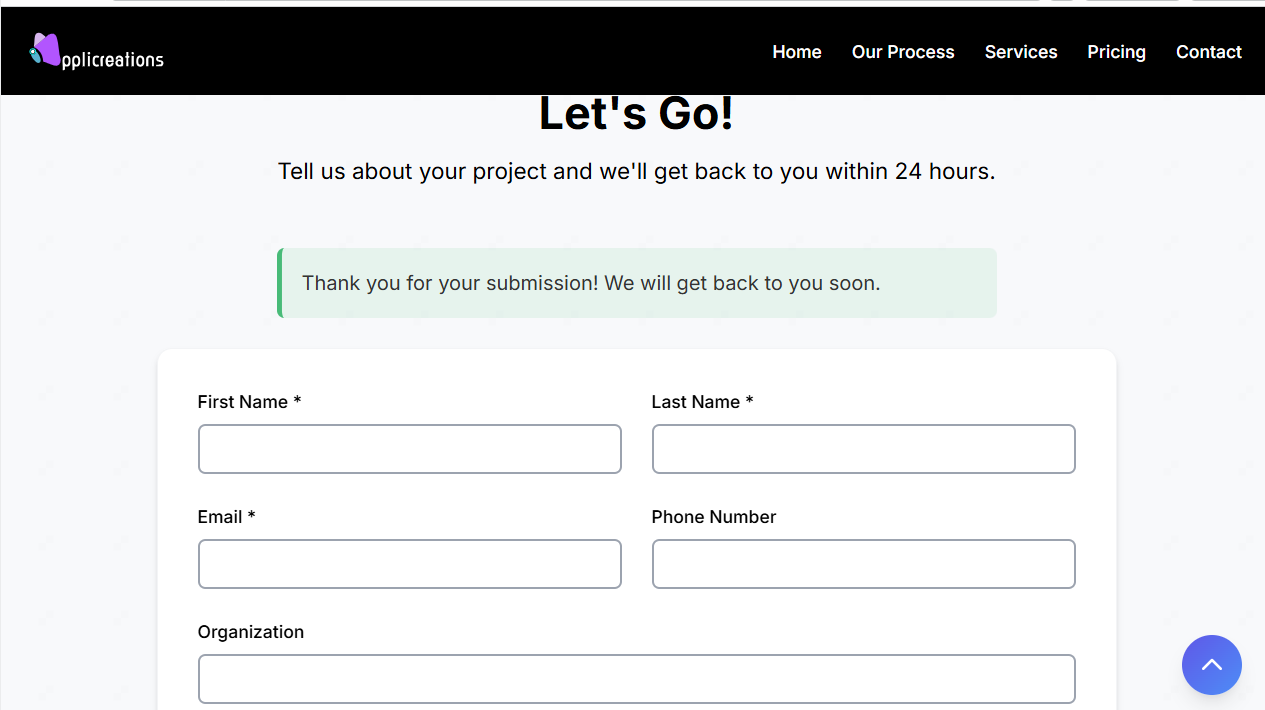 pplicreations
Home Our Process Services Pricing Contact
Let's Go!
Tell us about your project and we'll get back to you within 24 hours.
Thank you for your submission! We will get back to you soon.
First Name * Last Name *
Email * Phone Number
Organization